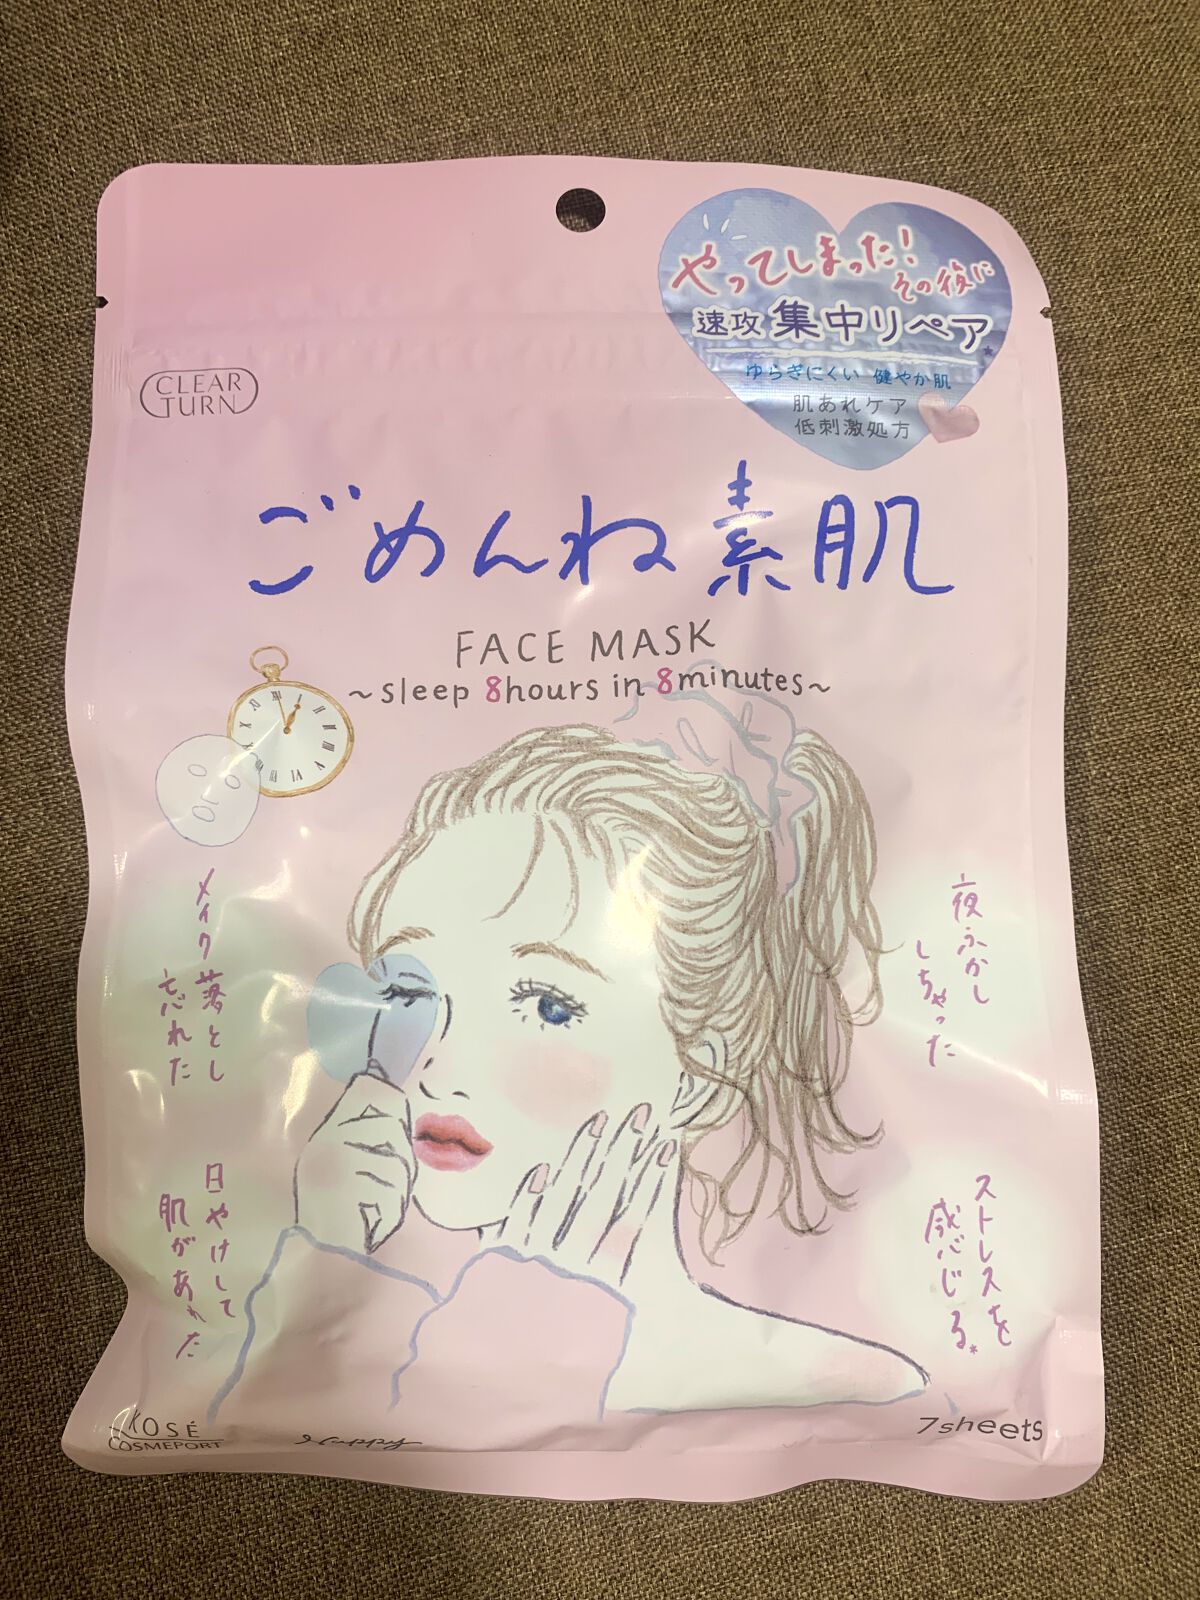 やってしまった!
その後に
速攻 集中リペア*
ゆらぎにくい 健やか肌
肌あれケア
低刺激処方
CLEAR
TURN
ごめんね素肌
FACE MASK
~sleep 8hours in 8minutes~
メイク落とし
忘れた
夜ふかし
しちゃった
日やけして
肌があれた
ストレスを
感じる*
KOSÉ
COSMEPORT
7sheets